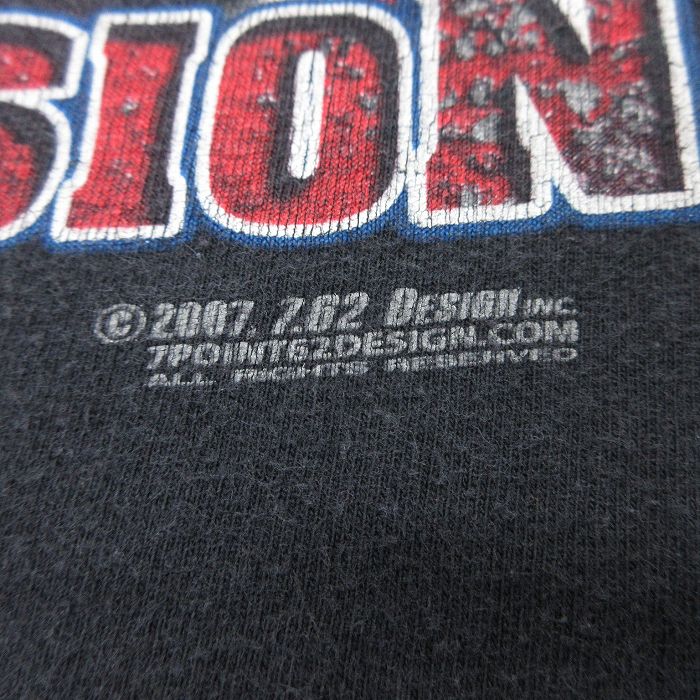 SION
© 2007. 7.62 DESIGN INC
7POINT62DESIGN.COM
ALL RIGHTS RESERVED